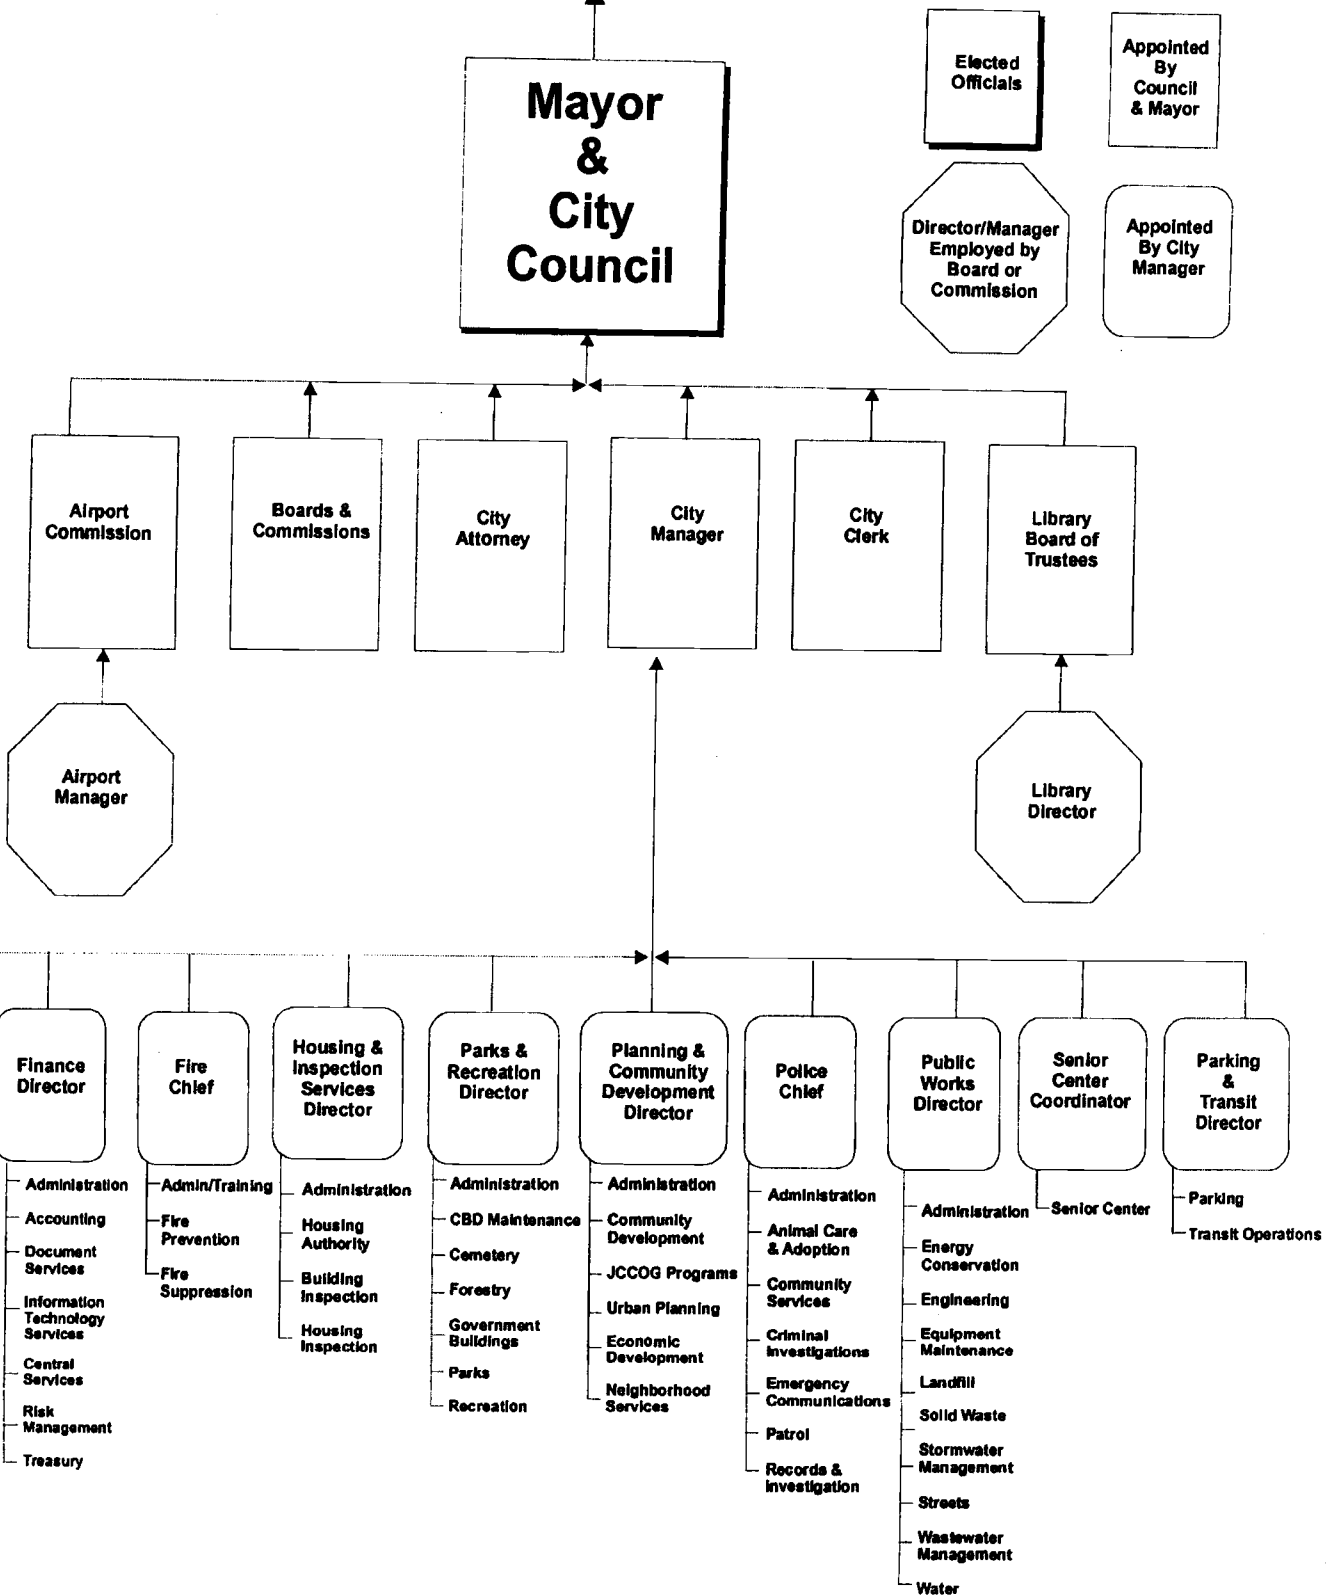 Mayor
&
City
Council
Elected
Officials
Appointed
By
Council
& Mayor
Director/Manager
Employed by
Board or
Commission
Appointed
By City
Manager
Airport
Commission
Boards &
Commissions
City
Attorney
City
Manager
City
Clerk
Library
Board of
Trustees
Airport
Manager
Library
Director
Finance
Director
Fire
Chief
Housing &
Inspection
Services
Director
Parks &
Recreation
Director
Planning &
Community
Development
Director
Police
Chief
Public
Works
Director
Senior
Center
Coordinator
Parking
&
Transit
Director
Administration
Accounting
Document
Services
Information
Technology
Services
Central
Services
Risk
Management
Treasury
Admin/Training
Fire
Prevention
Fire
Suppression
Administration
Housing
Authority
Building
Inspection
Housing
Inspection
Administration
CBD Maintenance
Cemetery
Forestry
Government
Buildings
Parks
Recreation
Administration
Community
Development
JCCOG Programs
Urban Planning
Economic
Development
Neighborhood
Services
Administration
Animal Care
& Adoption
Community
Services
Criminal
Investigations
Emergency
Communications
Patrol
Records &
Investigation
Administration
Energy
Conservation
Engineering
Equipment
Maintenance
Landfill
Solid Waste
Stormwater
Management
Streets
Wastewater
Management
Water
Senior Center
Parking
Transit Operations